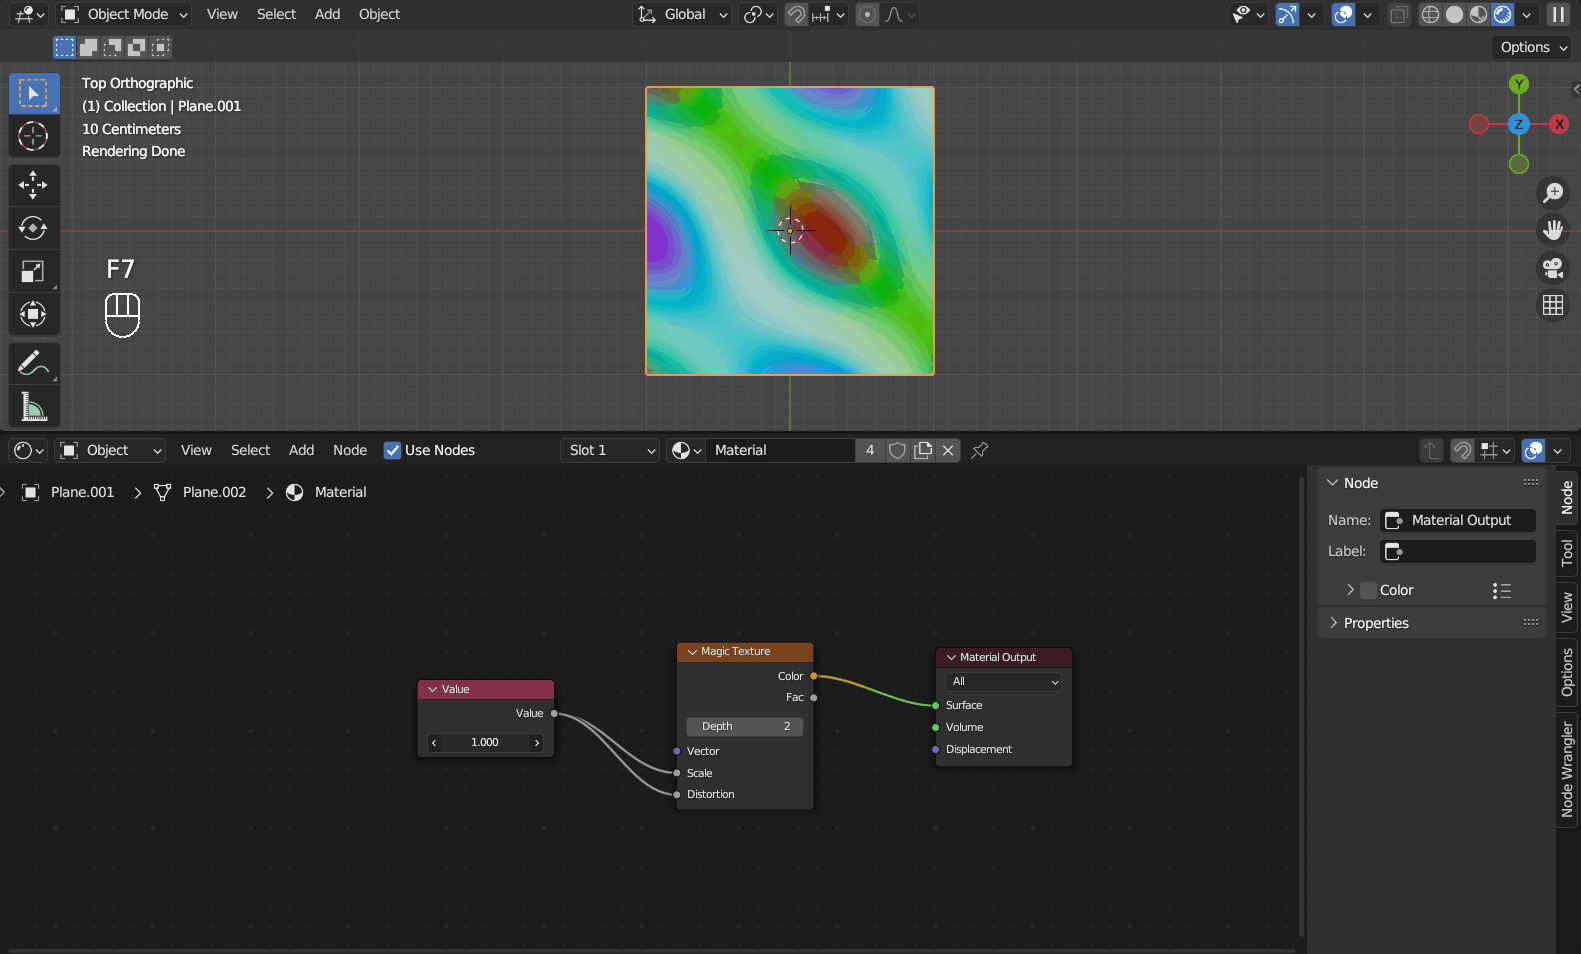 Object Mode
View
Select
Add
Object
Global
Options
Top Orthographic
(1) Collection | Plane.001
10 Centimeters
Rendering Done
Y
Z
X
F7
Object
View
Select
Add
Node
Use Nodes
Slot 1
Material
4
Plane.001
Plane.002
Material
Node
Name:
Material Output
Label:
Color
Properties
Node
Tool
View
Options
Node Wrangler
Value
Value
1.000
Magic Texture
Color
Fac
Depth 2
Vector
Scale
Distortion
Material Output
All
Surface
Volume
Displacement